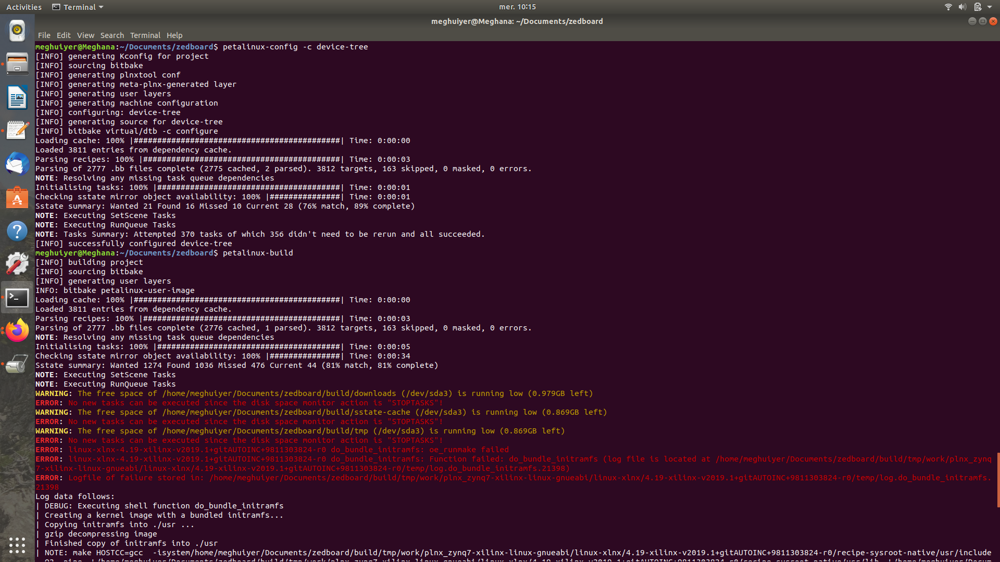 Activities Terminal mer. 10:15
meghuiyer@Meghana: ~/Documents/zedboard
File Edit View Search Terminal Help
meghuiyer@Meghana:~/Documents/zedboard$ petalinux-config -c device-tree
[INFO] generating Kconfig for project
[INFO] sourcing bitbake
[INFO] generating plnxtool conf
[INFO] generating meta-plnx-generated layer
[INFO] generating user layers
[INFO] generating machine configuration
[INFO] configuring: device-tree
[INFO] generating source for device-tree
[INFO] bitbake virtual/dtb -c configure
Loading cache: 100% |############################################| Time: 0:00:00
Loaded 3811 entries from dependency cache.
Parsing recipes: 100% |##########################################| Time: 0:00:03
Parsing of 2777 .bb files complete (2775 cached, 2 parsed). 3812 targets, 163 skipped, 0 masked, 0 errors.
NOTE: Resolving any missing task queue dependencies
Initialising tasks: 100% |#######################################| Time: 0:00:01
Checking sstate mirror object availability: 100% |###############| Time: 0:00:01
Sstate summary: Wanted 21 Found 16 Missed 10 Current 28 (76% match, 89% complete)
NOTE: Executing SetScene Tasks
NOTE: Executing RunQueue Tasks
NOTE: Tasks Summary: Attempted 370 tasks of which 356 didn't need to be rerun and all succeeded.
[INFO] successfully configured device-tree
meghuiyer@Meghana:~/Documents/zedboard$ petalinux-build
[INFO] building project
[INFO] sourcing bitbake
[INFO] generating user layers
INFO: bitbake petalinux-user-image
Loading cache: 100% |############################################| Time: 0:00:00
Loaded 3811 entries from dependency cache.
Parsing recipes: 100% |##########################################| Time: 0:00:03
Parsing of 2777 .bb files complete (2776 cached, 1 parsed). 3812 targets, 163 skipped, 0 masked, 0 errors.
NOTE: Resolving any missing task queue dependencies
Initialising tasks: 100% |#######################################| Time: 0:00:05
Checking sstate mirror object availability: 100% |###############| Time: 0:00:34
Sstate summary: Wanted 1274 Found 1036 Missed 476 Current 44 (81% match, 81% complete)
NOTE: Executing SetScene Tasks
NOTE: Executing RunQueue Tasks
WARNING: The free space of /home/meghuiyer/Documents/zedboard/build/downloads (/dev/sda3) is running low (0.979GB left)
ERROR: No new tasks can be executed since the disk space monitor action is "STOPTASKS"!
WARNING: The free space of /home/meghuiyer/Documents/zedboard/build/sstate-cache (/dev/sda3) is running low (0.869GB left)
ERROR: No new tasks can be executed since the disk space monitor action is "STOPTASKS"!
WARNING: The free space of /home/meghuiyer/Documents/zedboard/build/tmp (/dev/sda3) is running low (0.869GB left)
ERROR: No new tasks can be executed since the disk space monitor action is "STOPTASKS"!
ERROR: linux-xlnx-4.19-xilinx-v2019.1+gitAUTOINC+9811303824-r0 do_bundle_initramfs: oe_runmake failed
ERROR: linux-xlnx-4.19-xilinx-v2019.1+gitAUTOINC+9811303824-r0 do_bundle_initramfs: Function failed: do_bundle_initramfs (log file is located at /home/meghuiyer/Documents/zedboard/build/tmp/work/plnx_zynq
7-xilinx-linux-gnueabi/linux-xlnx/4.19-xilinx-v2019.1+gitAUTOINC+9811303824-r0/temp/log.do_bundle_initramfs.21398)
ERROR: Logfile of failure stored in: /home/meghuiyer/Documents/zedboard/build/tmp/work/plnx_zynq7-xilinx-linux-gnueabi/linux-xlnx/4.19-xilinx-v2019.1+gitAUTOINC+9811303824-r0/temp/log.do_bundle_initramfs.
21398
Log data follows:
| DEBUG: Executing shell function do_bundle_initramfs
| Creating a kernel image with a bundled initramfs...
| Copying initramfs into ./usr ...
| gzip decompressing image
| Finished copy of initramfs into ./usr
| NOTE: make HOSTCC=gcc  -isystem/home/meghuiyer/Documents/zedboard/build/tmp/work/plnx_zynq7-xilinx-linux-gnueabi/linux-xlnx/4.19-xilinx-v2019.1+gitAUTOINC+9811303824-r0/recipe-sysroot-native/usr/include